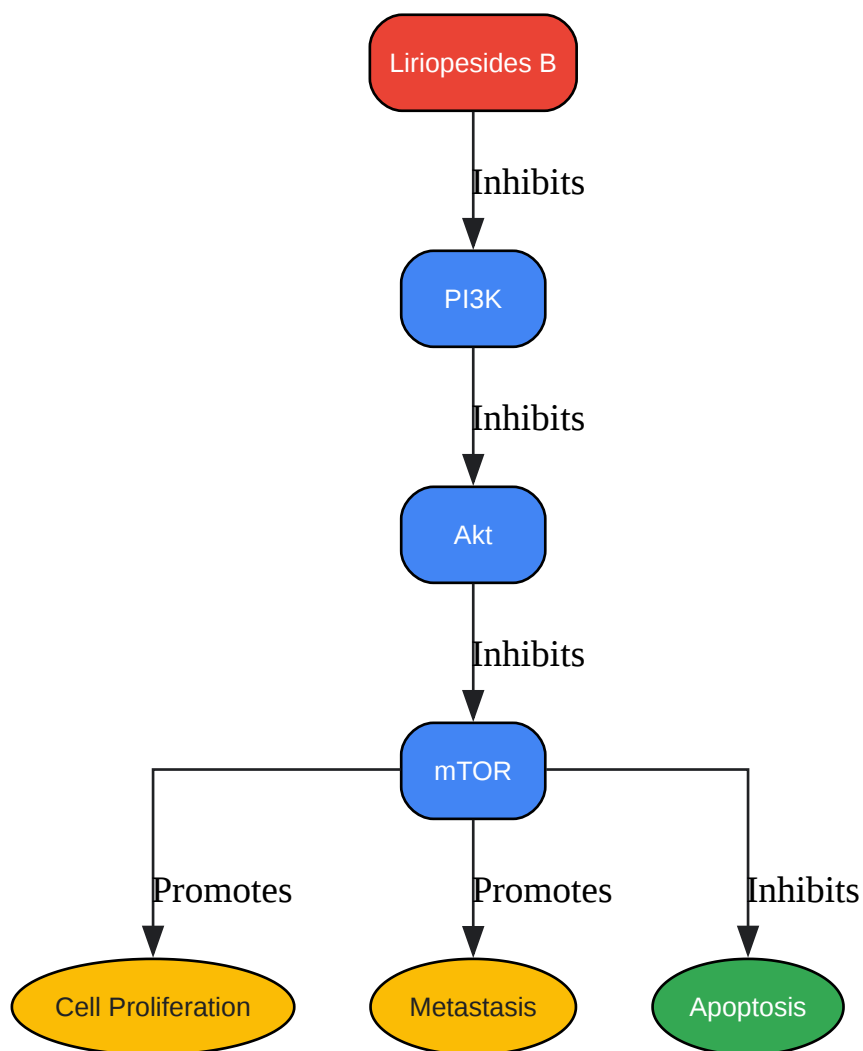 Liriopesides B
Inhibits
PI3K
Inhibits
Akt
Inhibits
mTOR
Promotes
Promotes
Inhibits
Cell Proliferation
Metastasis
Apoptosis